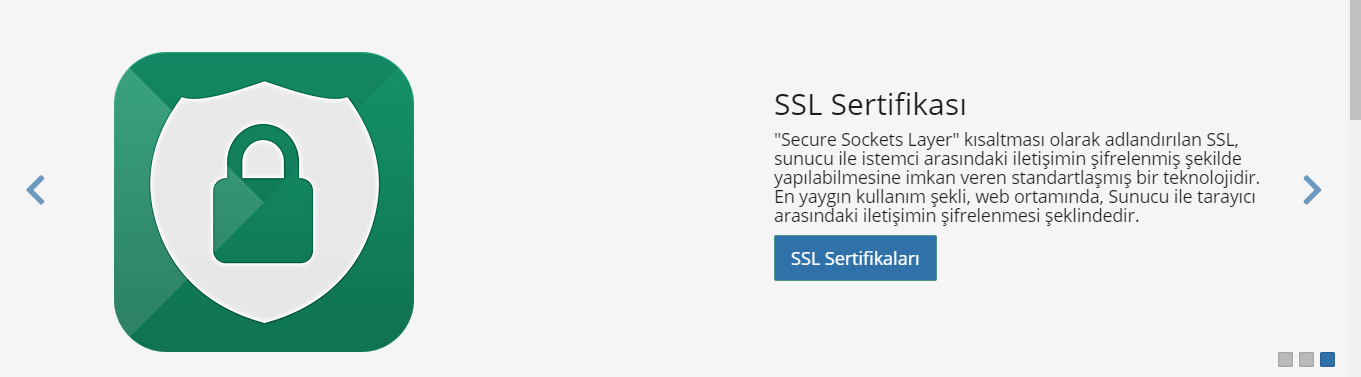 SSL Sertifikası
"Secure Sockets Layer" kısaltması olarak adlandırılan SSL,
sunucu ile istemci arasındaki iletişimin şifrelenmiş şekilde
yapılabilmesine imkan veren standartlaşmış bir teknolojidir.
En yaygın kullanım şekli, web ortamında, Sunucu ile tarayıcı
arasındaki iletişimin şifrelenmesi şeklindedir.
SSL Sertifikaları